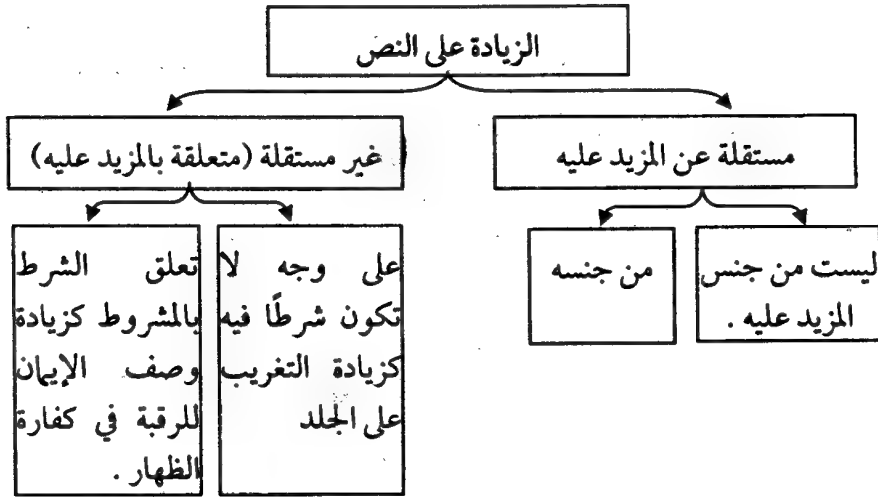 الزيادة على النص
مستقلة عن المزيد عليه
غير مستقلة (متعلقة بالمزيد عليه)
ليست من جنس
المزيد عليه .
من جنسه
على وجه لا
تكون شرطًا فيه
كزيادة التغريب
على الجلد
تعلق الشرط
بالمشروط كزيادة
وصف الإيمان
للرقبة في كفارة
الظهار .